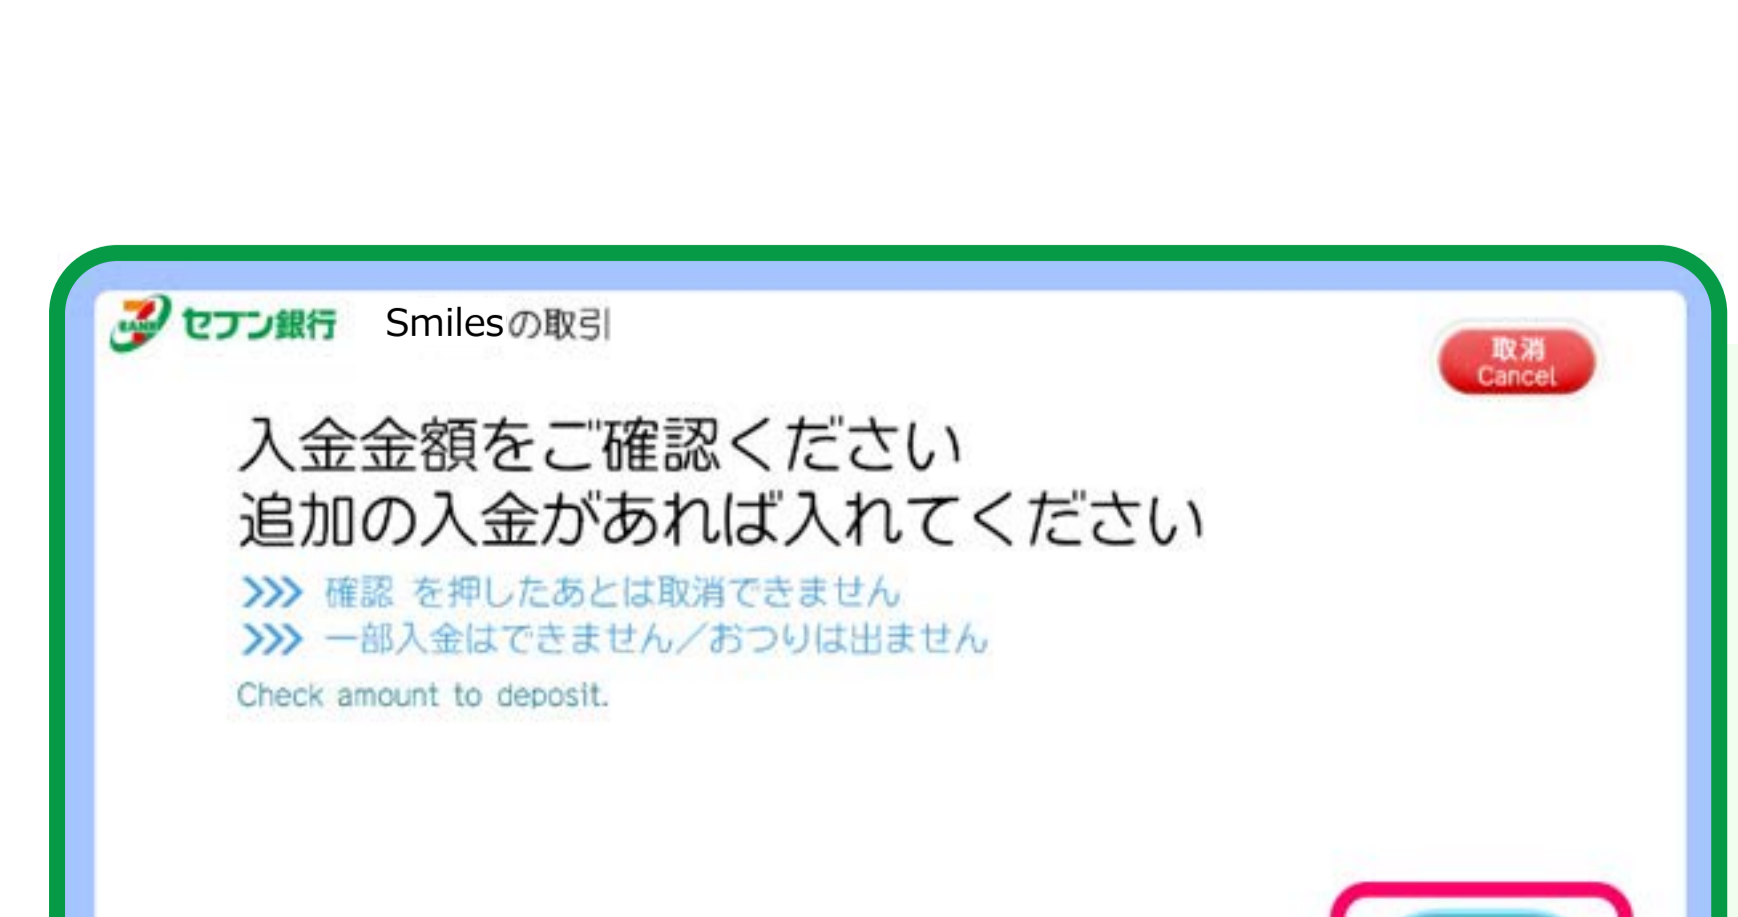 BANK セブン銀行 Smilesの取引
取消
Cancel
入金金額をご確認ください
追加の入金があれば入れてください
>>> 確認 を押したあとは取消できません
>>> 一部入金はできません／おつりは出ません
Check amount to deposit.